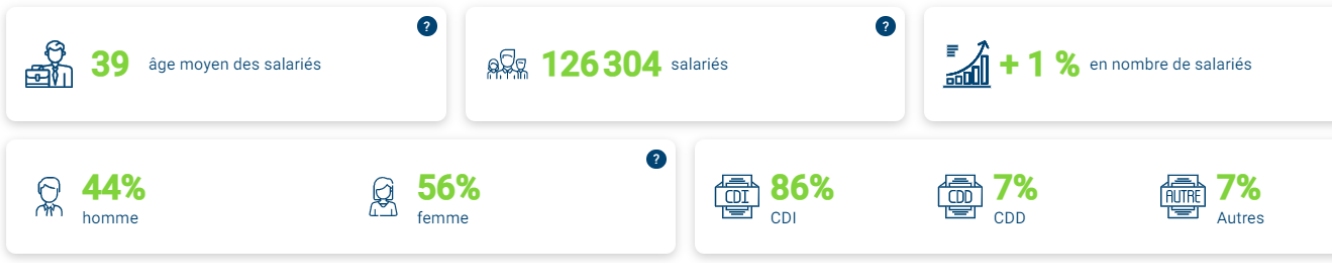 ?
39 âge moyen des salariés
?
126 304 salariés
+ 1 % en nombre de salariés
?
44%
homme
56%
femme
CDI 86%
CDI
CDD 7%
CDD
AUTRE 7%
Autres